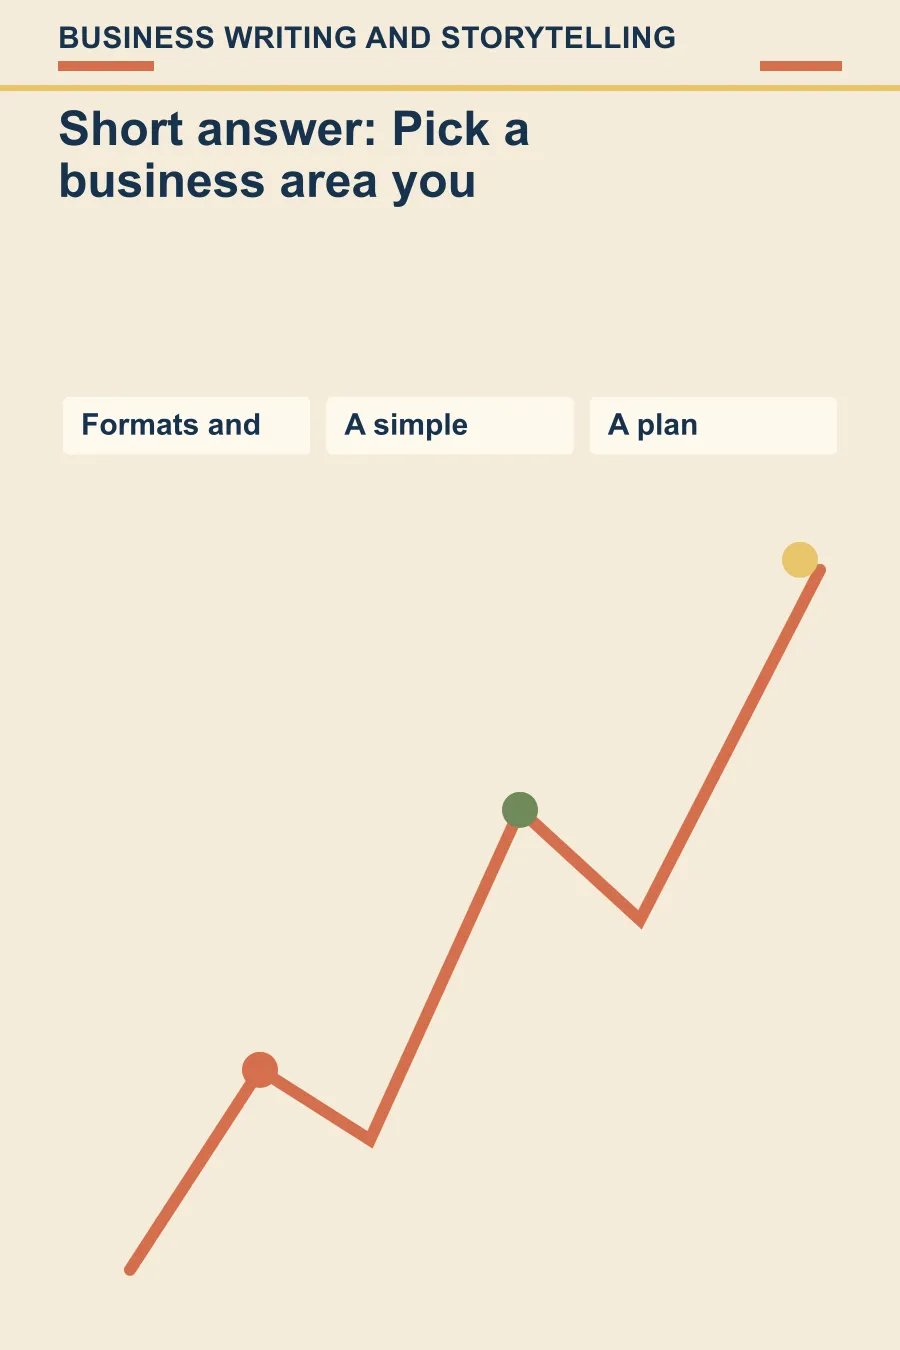 BUSINESS WRITING AND STORYTELLING
Short answer: Pick a
business area you
Formats and
A simple
A plan